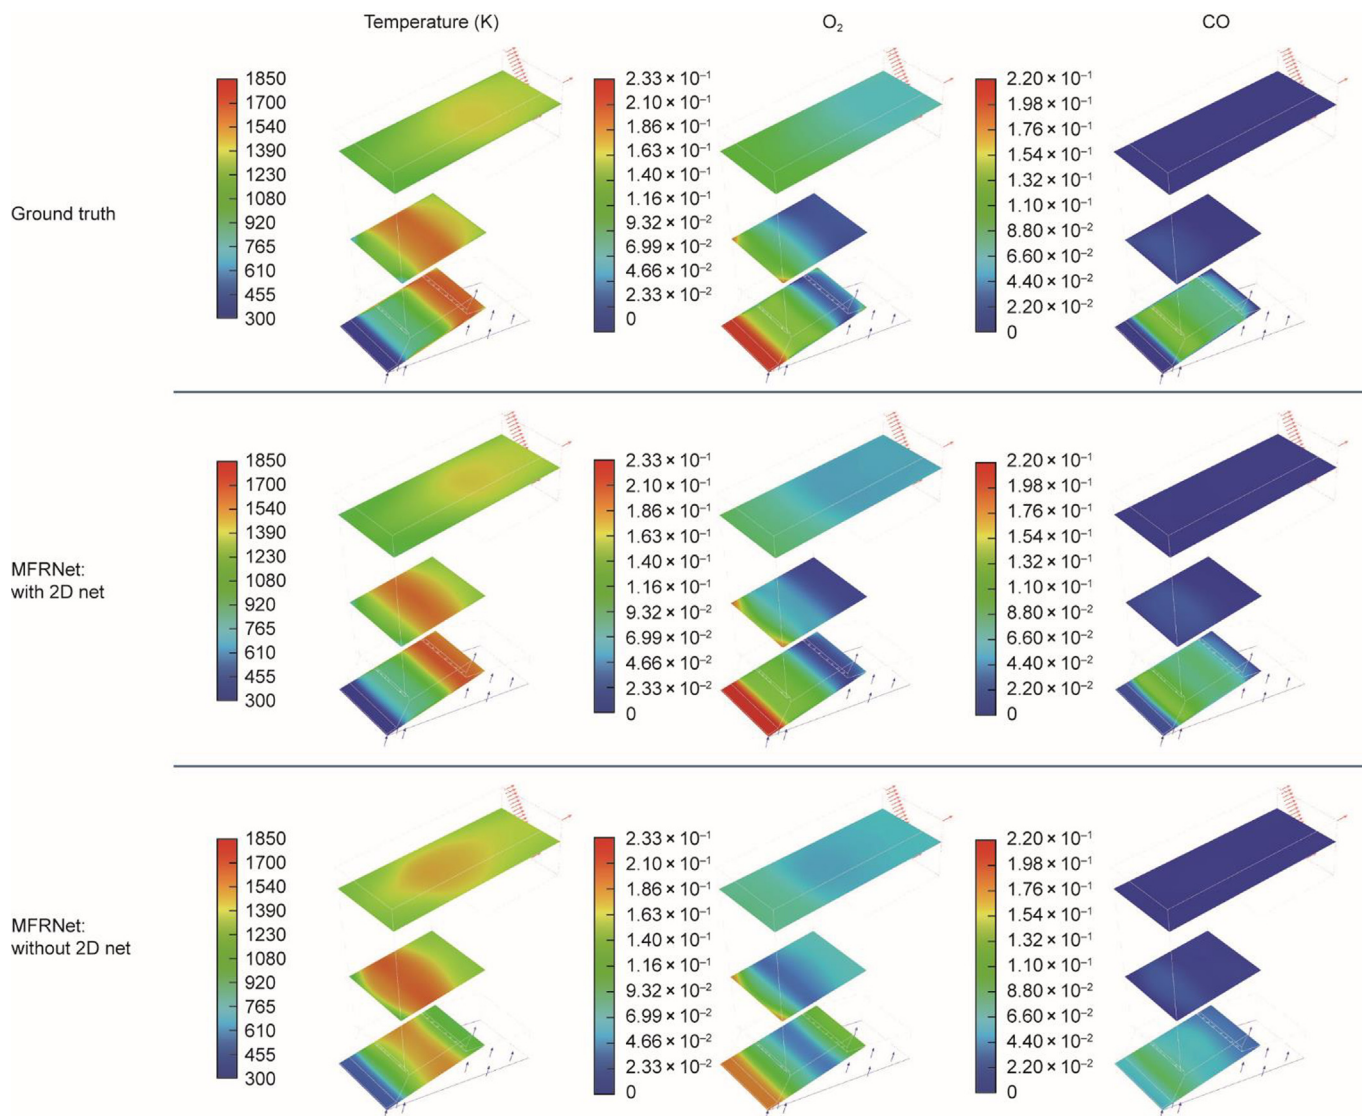 Temperature (K)
O₂
CO
Ground truth
1850
1700
1540
1390
1230
1080
920
765
610
455
300
2.33 × 10⁻¹
2.10 × 10⁻¹
1.86 × 10⁻¹
1.63 × 10⁻¹
1.40 × 10⁻¹
1.16 × 10⁻¹
9.32 × 10⁻²
6.99 × 10⁻²
4.66 × 10⁻²
2.33 × 10⁻²
0
2.20 × 10⁻¹
1.98 × 10⁻¹
1.76 × 10⁻¹
1.54 × 10⁻¹
1.32 × 10⁻¹
1.10 × 10⁻¹
8.80 × 10⁻²
6.60 × 10⁻²
4.40 × 10⁻²
2.20 × 10⁻²
0
MFRNet:
with 2D net
1850
1700
1540
1390
1230
1080
920
765
610
455
300
2.33 × 10⁻¹
2.10 × 10⁻¹
1.86 × 10⁻¹
1.63 × 10⁻¹
1.40 × 10⁻¹
1.16 × 10⁻¹
9.32 × 10⁻²
6.99 × 10⁻²
4.66 × 10⁻²
2.33 × 10⁻²
0
2.20 × 10⁻¹
1.98 × 10⁻¹
1.76 × 10⁻¹
1.54 × 10⁻¹
1.32 × 10⁻¹
1.10 × 10⁻¹
8.80 × 10⁻²
6.60 × 10⁻²
4.40 × 10⁻²
2.20 × 10⁻²
0
MFRNet:
without 2D net
1850
1700
1540
1390
1230
1080
920
765
610
455
300
2.33 × 10⁻¹
2.10 × 10⁻¹
1.86 × 10⁻¹
1.63 × 10⁻¹
1.40 × 10⁻¹
1.16 × 10⁻¹
9.32 × 10⁻²
6.99 × 10⁻²
4.66 × 10⁻²
2.33 × 10⁻²
0
2.20 × 10⁻¹
1.98 × 10⁻¹
1.76 × 10⁻¹
1.54 × 10⁻¹
1.32 × 10⁻¹
1.10 × 10⁻¹
8.80 × 10⁻²
6.60 × 10⁻²
4.40 × 10⁻²
2.20 × 10⁻²
0